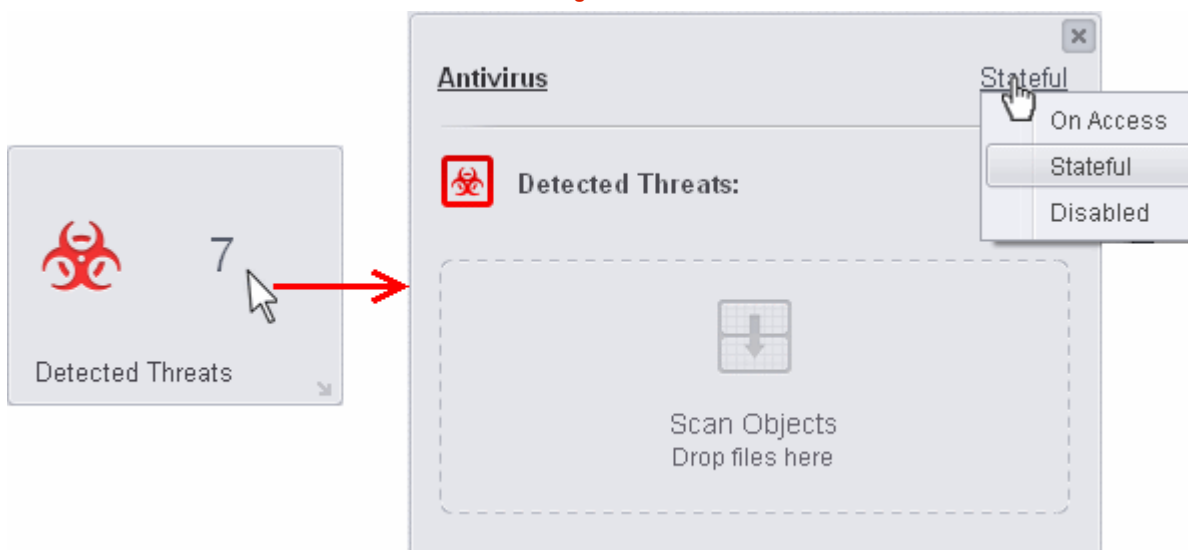 Antivirus
Stateful
On Access
Stateful
Disabled
Detected Threats:
7
Detected Threats
Scan Objects
Drop files here